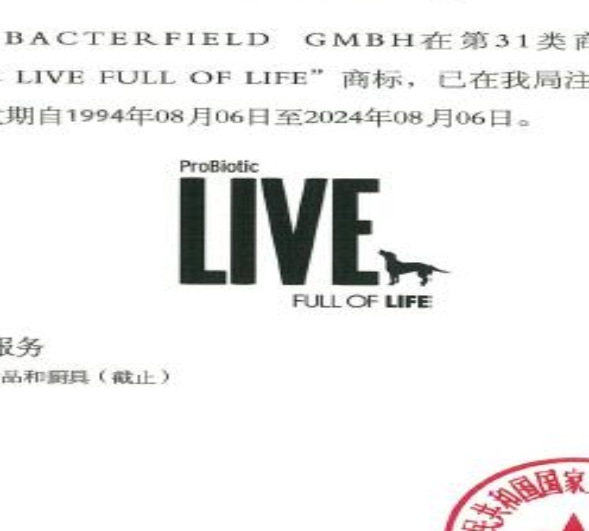 BACTERFIELD GMBH在第31类商
LIVE FULL OF LIFE”商标，已在我局注
期自1994年08月06日至2024年08月06日。
ProBiotic
LIVE
FULL OF LIFE
服务
品和厨具（截止）
民共和国国家